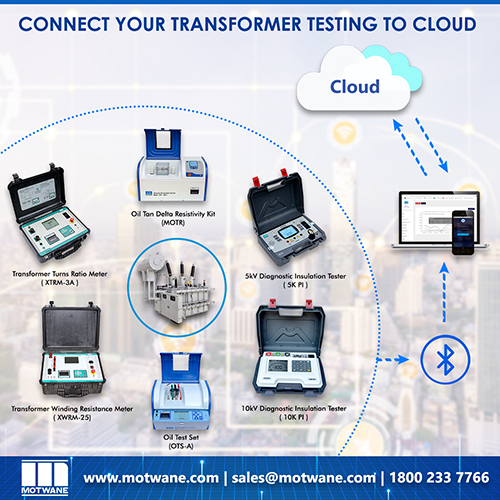 CONNECT YOUR TRANSFORMER TESTING TO CLOUD
Cloud
Oil Tan Delta Resistivity Kit
(MOTR)
Transformer Turns Ratio Meter
( XTRM-3A )
5kV Diagnostic Insulation Tester
( 5K PI )
Transformer Winding Resistance Meter
( XWRM-25)
Oil Test Set
(OTS-A)
10kV Diagnostic Insulation Tester
( 10K PI )
MOTWANE
www.motwane.com | sales@motwane.com | 1800 233 7766